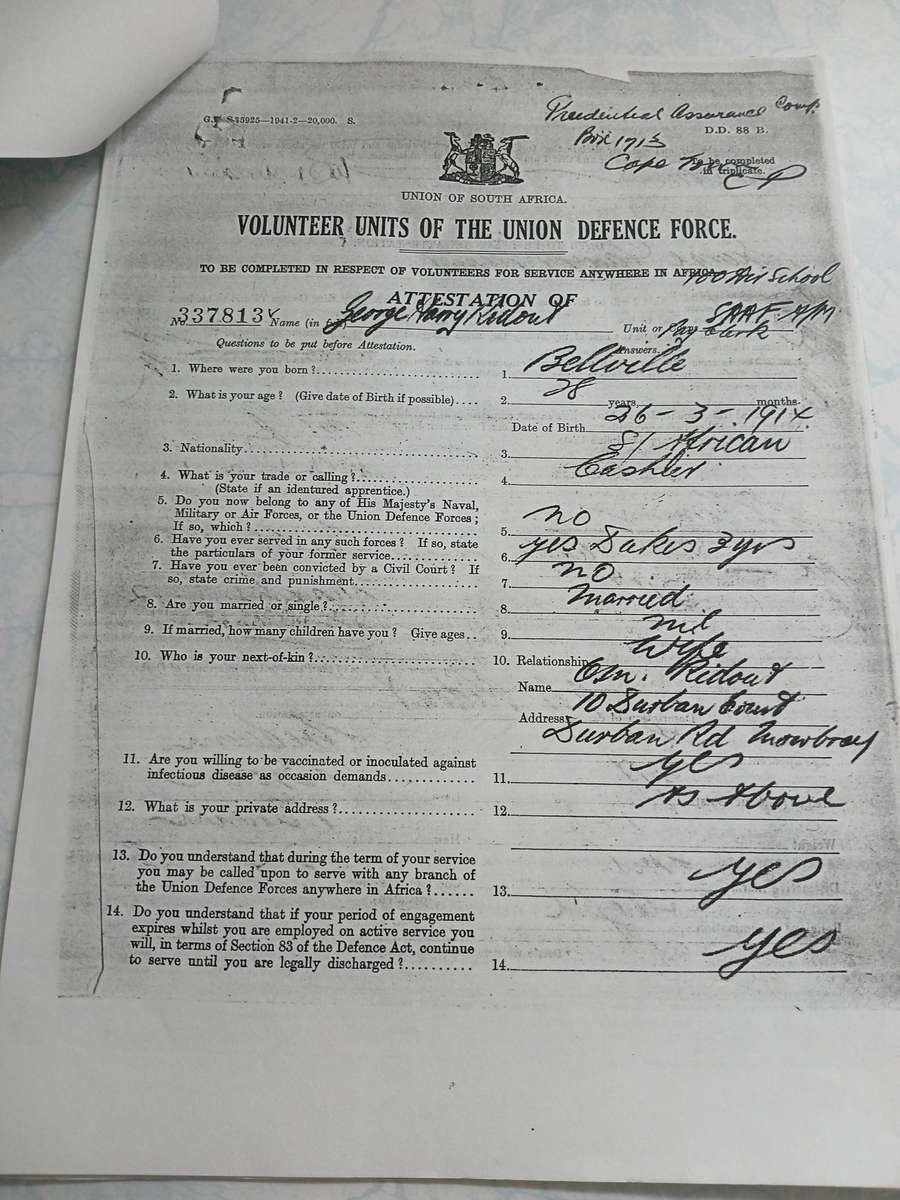 G.P. S.15925—1941-2—20,000. S.
Prudential Assurance Comp.
D.D. 88 B.
Box 1713
Cape Town CP
To be completed
in triplicate.
UNION OF SOUTH AFRICA.
VOLUNTEER UNITS OF THE UNION DEFENCE FORCE.
TO BE COMPLETED IN RESPECT OF VOLUNTEERS FOR SERVICE ANYWHERE IN AFRICA.
100 Air School
ATTESTATION OF
No. 337813V Name (in full) George Harry Ridout Unit or Pay Clerk SAAF. A/M.
Questions to be put before Attestation. Answers.
1. Where were you born?.......... 1. Bellville
2. What is your age? (Give date of Birth if possible).... 2. 28 years, months.
Date of Birth 26-3-1914
3. Nationality.......... 3. S/ African
4. What is your trade or calling?.......... 4. Cashier
(State if an identured apprentice.)
5. Do you now belong to any of His Majesty's Naval,
Military or Air Forces, or the Union Defence Forces;
If so, which?.......... 5. no
6. Have you ever served in any such forces? If so, state
the particulars of your former service.......... 6. yes Dukes 3 yrs
7. Have you ever been convicted by a Civil Court? If
so, state crime and punishment.......... 7. no
8. Are you married or single?.......... 8. Married
9. If married, how many children have you? Give ages.. 9. nil
10. Who is your next-of-kin?.......... 10. Relationship Wife
Name Ridout
Address 10 Durban Court
Durban Rd Mowbray
11. Are you willing to be vaccinated or inoculated against
infectious disease as occasion demands.......... 11. yes
12. What is your private address?.......... 12. As Above
13. Do you understand that during the term of your service
you may be called upon to serve with any branch of
the Union Defence Forces anywhere in Africa?...... 13. yes
14. Do you understand that if your period of engagement
expires whilst you are employed on active service you
will, in terms of Section 83 of the Defence Act, continue
to serve until you are legally discharged?.......... 14. yes